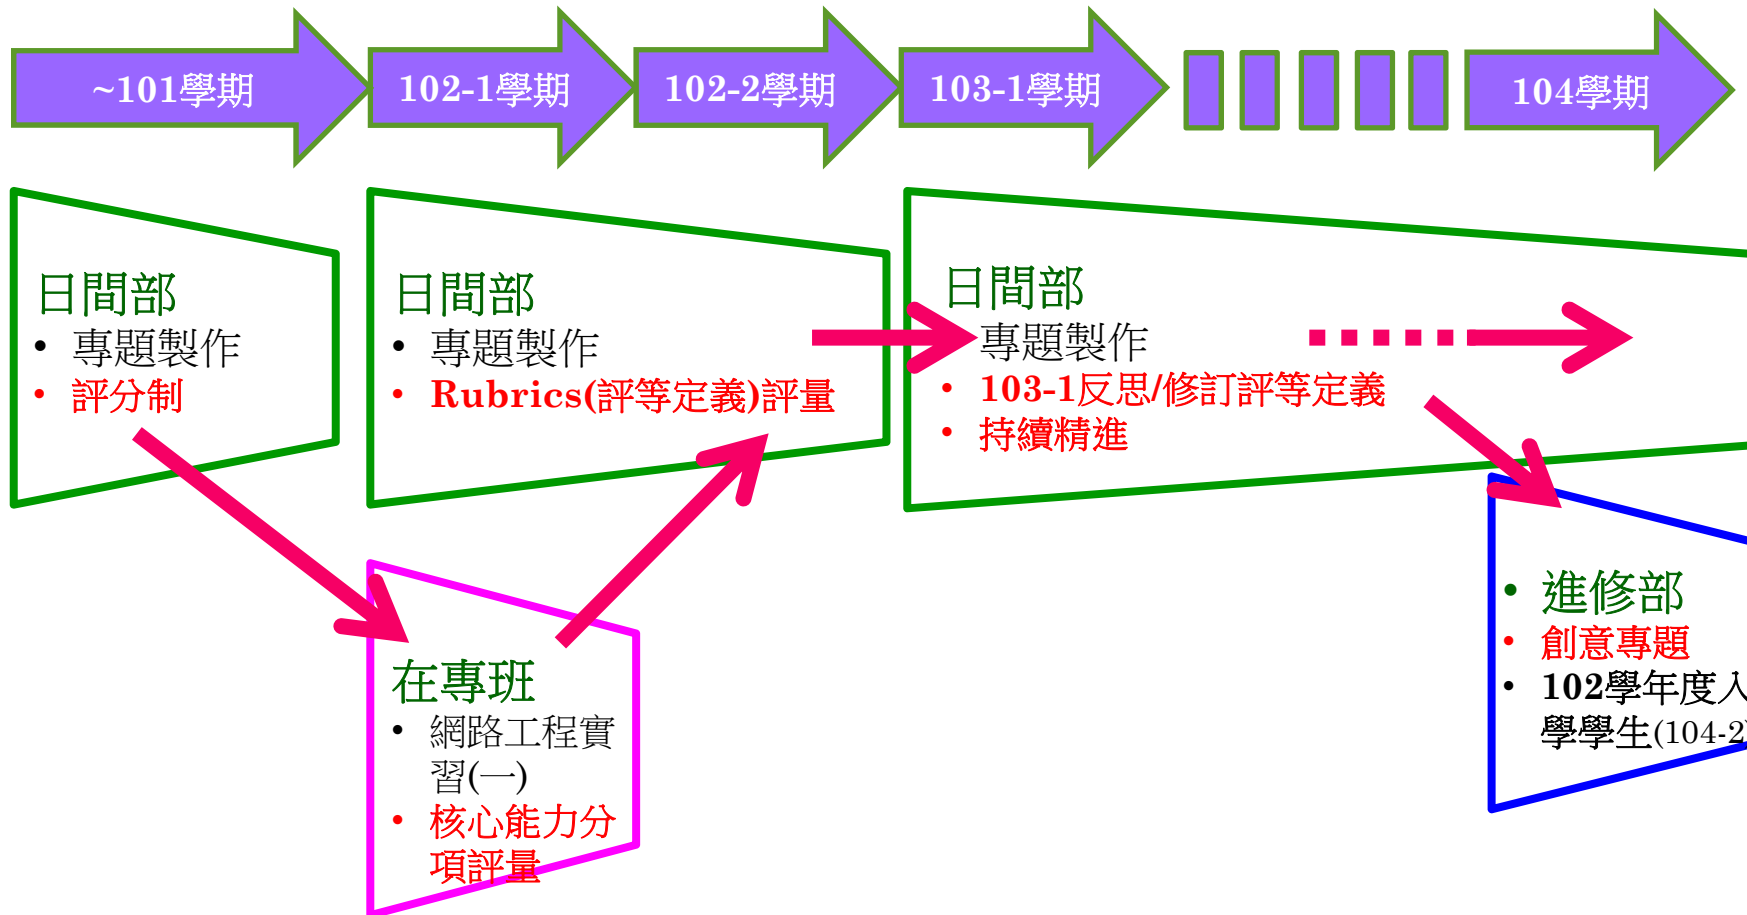 ~101學期
102-1學期
102-2學期
103-1學期
104學期
日間部
• 專題製作
• 評分制
日間部
• 專題製作
• Rubrics(評等定義)評量
日間部
專題製作
• 103-1反思/修訂評等定義
• 持續精進
在專班
• 網路工程實
習(一)
• 核心能力分
項評量
• 進修部
• 創意專題
• 102學年度入
學學生(104-2)